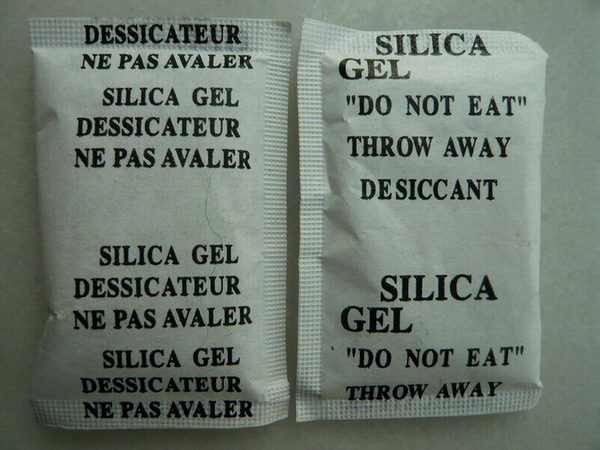 DESSICATEUR
NE PAS AVALER
SILICA GEL
DESSICATEUR
NE PAS AVALER
SILICA GEL
DESSICATEUR
NE PAS AVALER
SILICA GEL
DESSICATEUR
NE PAS AVALER
SILICA
GEL
"DO NOT EAT"
THROW AWAY
DESICCANT
SILICA
GEL
"DO NOT EAT"
THROW AWAY